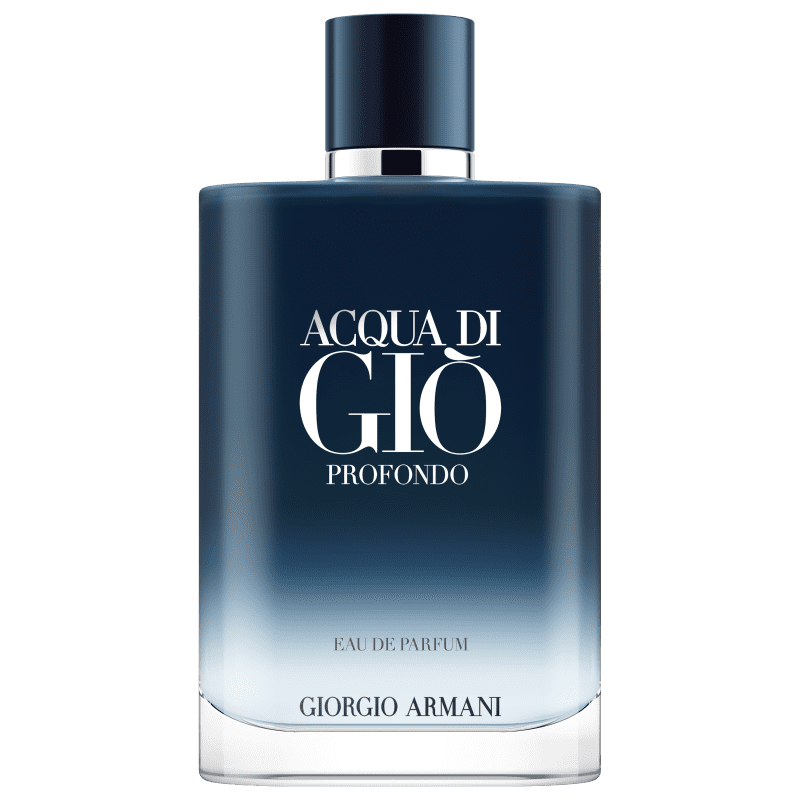 ACQUA DI
GIÒ
PROFONDO
EAU DE PARFUM
GIORGIO ARMANI